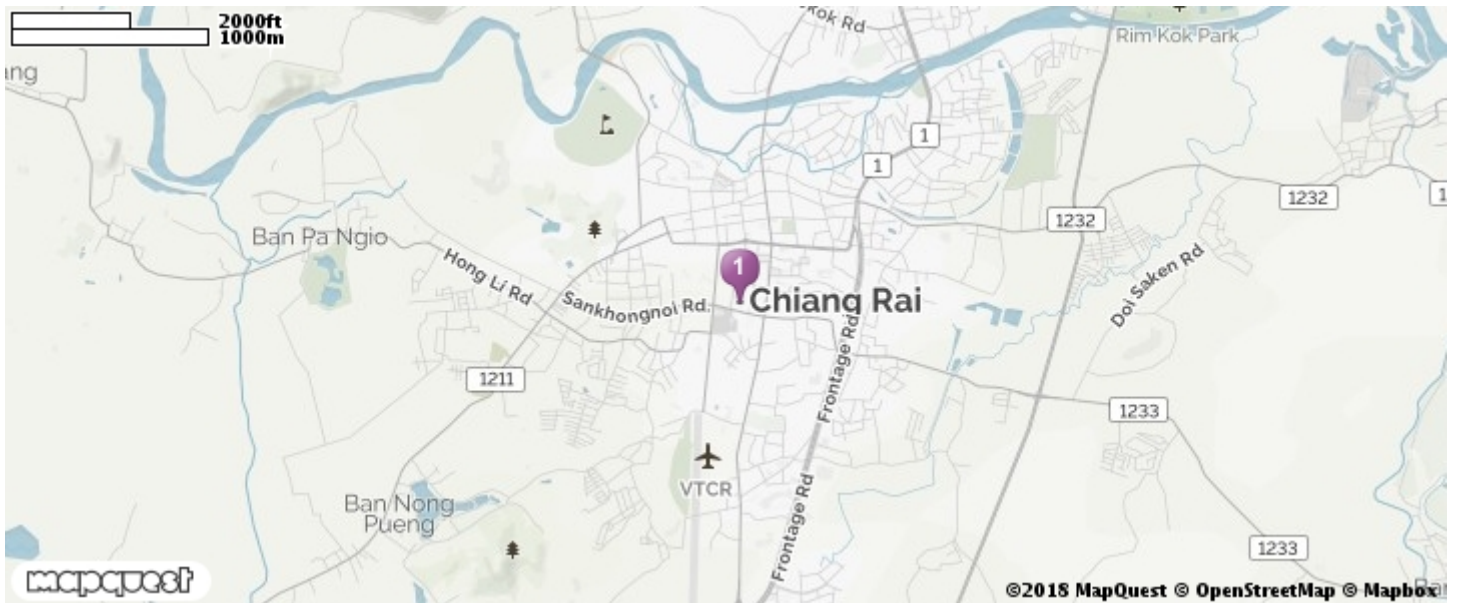 2000ft
1000m
kok Rd
Rim Kok Park
ang
1
1
1232
1232
1
Ban Pa Ngio
Hong Li Rd
Sankhongnoi Rd.
1
Chiang Rai
Doi Saken Rd
Frontage Rd
1211
1233
VTCR
Ban Nong
Pueng
Frontage Rd
1233
mapquest
©2018 MapQuest © OpenStreetMap © Mapbox